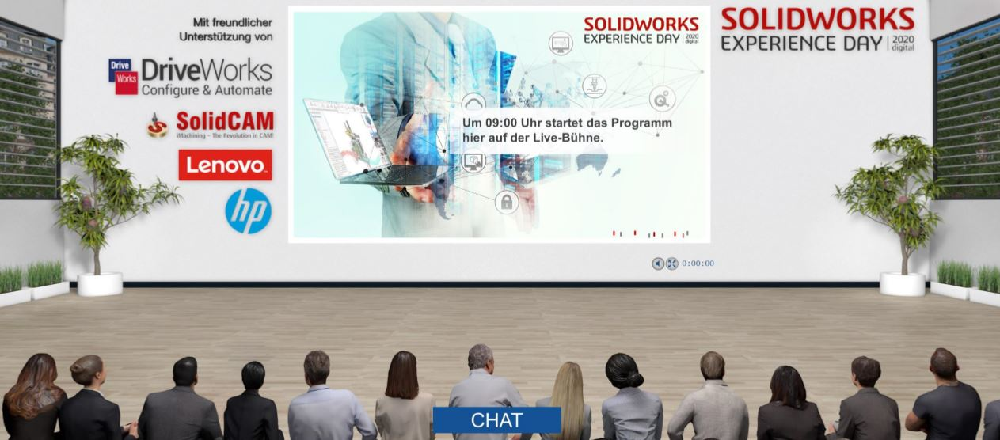 Mit freundlicher
Unterstützung von
Drive
Works
DriveWorks
Configure & Automate
SolidCAM
iMachining – The Revolution in CAM!
Lenovo
hp
SOLIDWORKS
EXPERIENCE DAY
2020
digital
Um 09:00 Uhr startet das Programm
hier auf der Live-Bühne.
SOLIDWORKS
EXPERIENCE DAY
2020
digital
0:00:00
CHAT